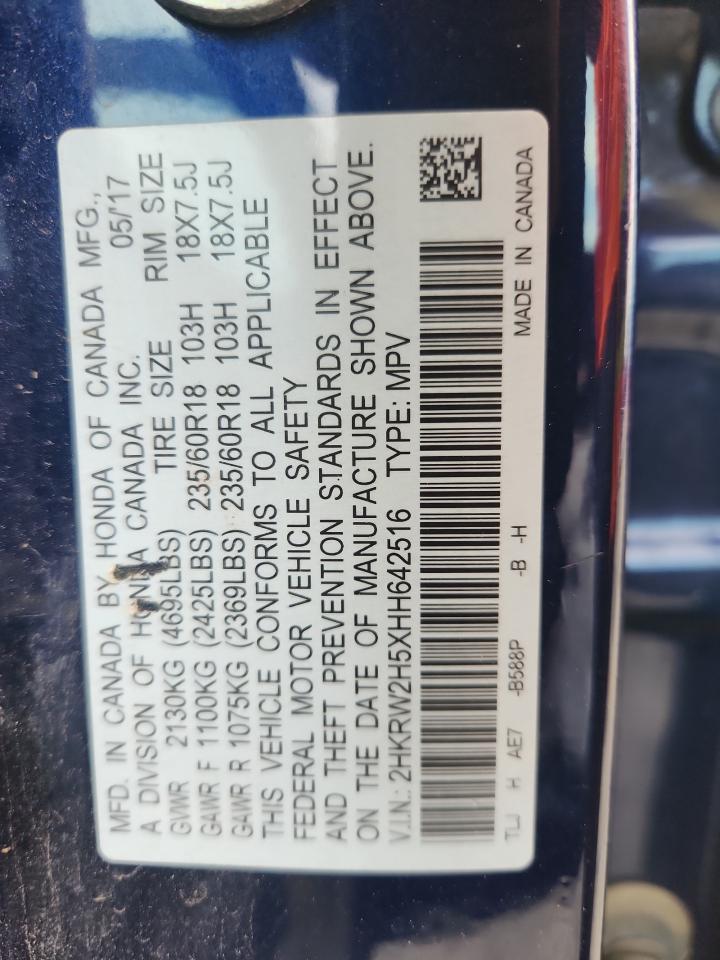 MFD. IN CANADA BY HONDA OF CANADA MFG.,
A DIVISION OF HONDA CANADA INC. 05/'17
GVWR 2130KG (4695LBS) TIRE SIZE RIM SIZE
GAWR F 1100KG (2425LBS) 235/60R18 103H 18X7.5J
GAWR R 1075KG (2369LBS) 235/60R18 103H 18X7.5J
THIS VEHICLE CONFORMS TO ALL APPLICABLE
FEDERAL MOTOR VEHICLE SAFETY
AND THEFT PREVENTION STANDARDS IN EFFECT
ON THE DATE OF MANUFACTURE SHOWN ABOVE.
V.I.N.: 2HKRW2H5XHH642516 TYPE: MPV
TLJ H AE7 -B588P -B -H MADE IN CANADA